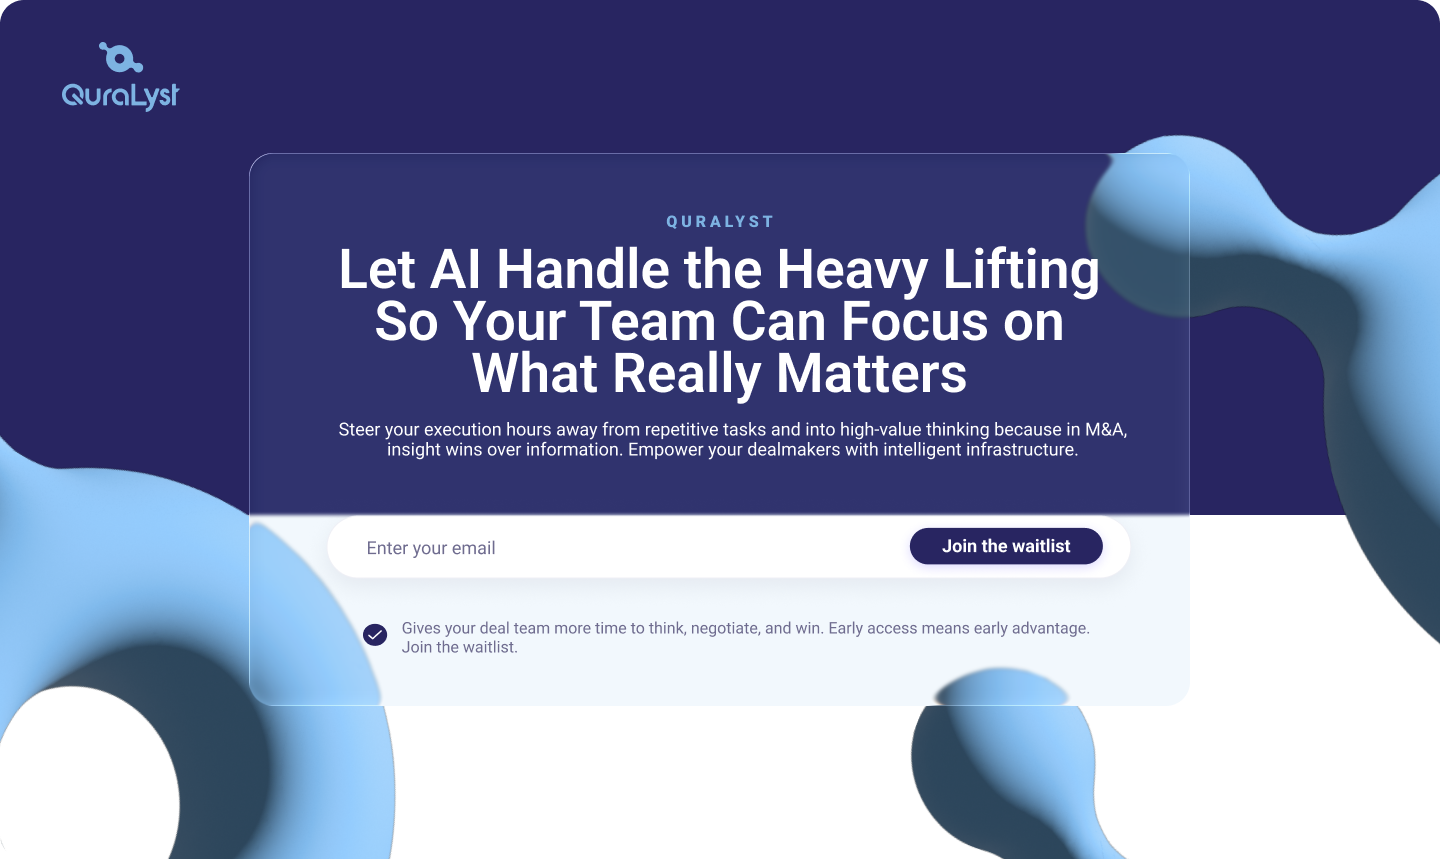 QuraLyst
QURALYST
Let AI Handle the Heavy Lifting
So Your Team Can Focus on
What Really Matters
Steer your execution hours away from repetitive tasks and into high-value thinking because in M&A,
insight wins over information. Empower your dealmakers with intelligent infrastructure.
Enter your email
Join the waitlist
Gives your deal team more time to think, negotiate, and win. Early access means early advantage.
Join the waitlist.